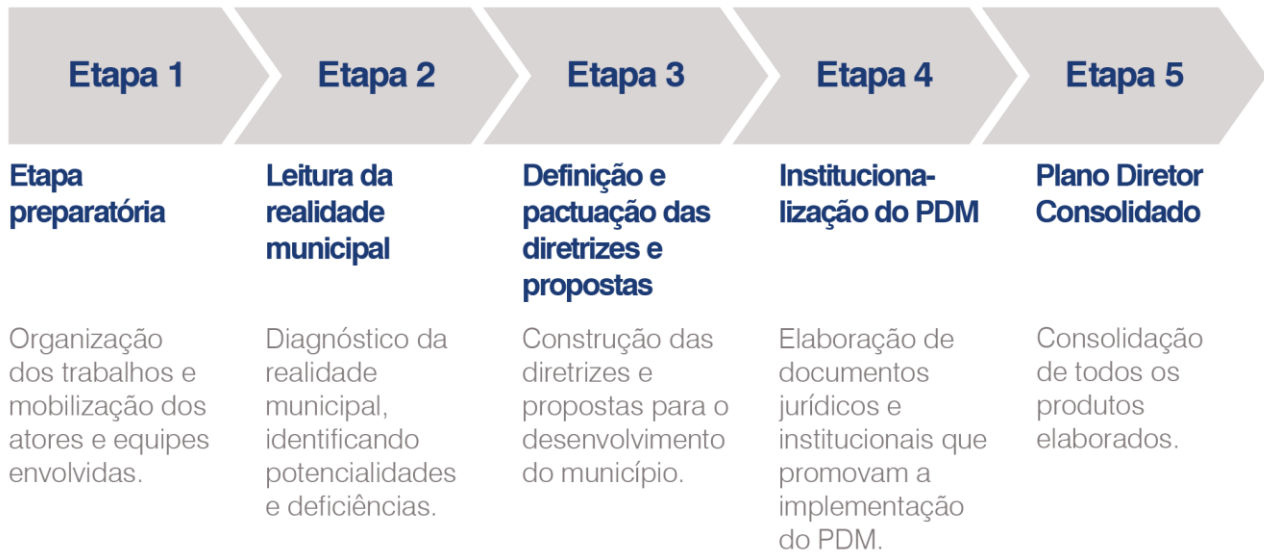 Etapa 1
Etapa 2
Etapa 3
Etapa 4
Etapa 5
Etapa
preparatória
Leitura da
realidade
municipal
Definição e
pactuação das
diretrizes e
propostas
Instituciona-
lização do PDM
Plano Diretor
Consolidado
Organização
dos trabalhos e
mobilização dos
atores e equipes
envolvidas.
Diagnóstico da
realidade
municipal,
identificando
potencialidades
e deficiências.
Construção das
diretrizes e
propostas para o
desenvolvimento
do município.
Elaboração de
documentos
jurídicos e
institucionais que
promovam a
implementação
do PDM.
Consolidação
de todos os
produtos
elaborados.